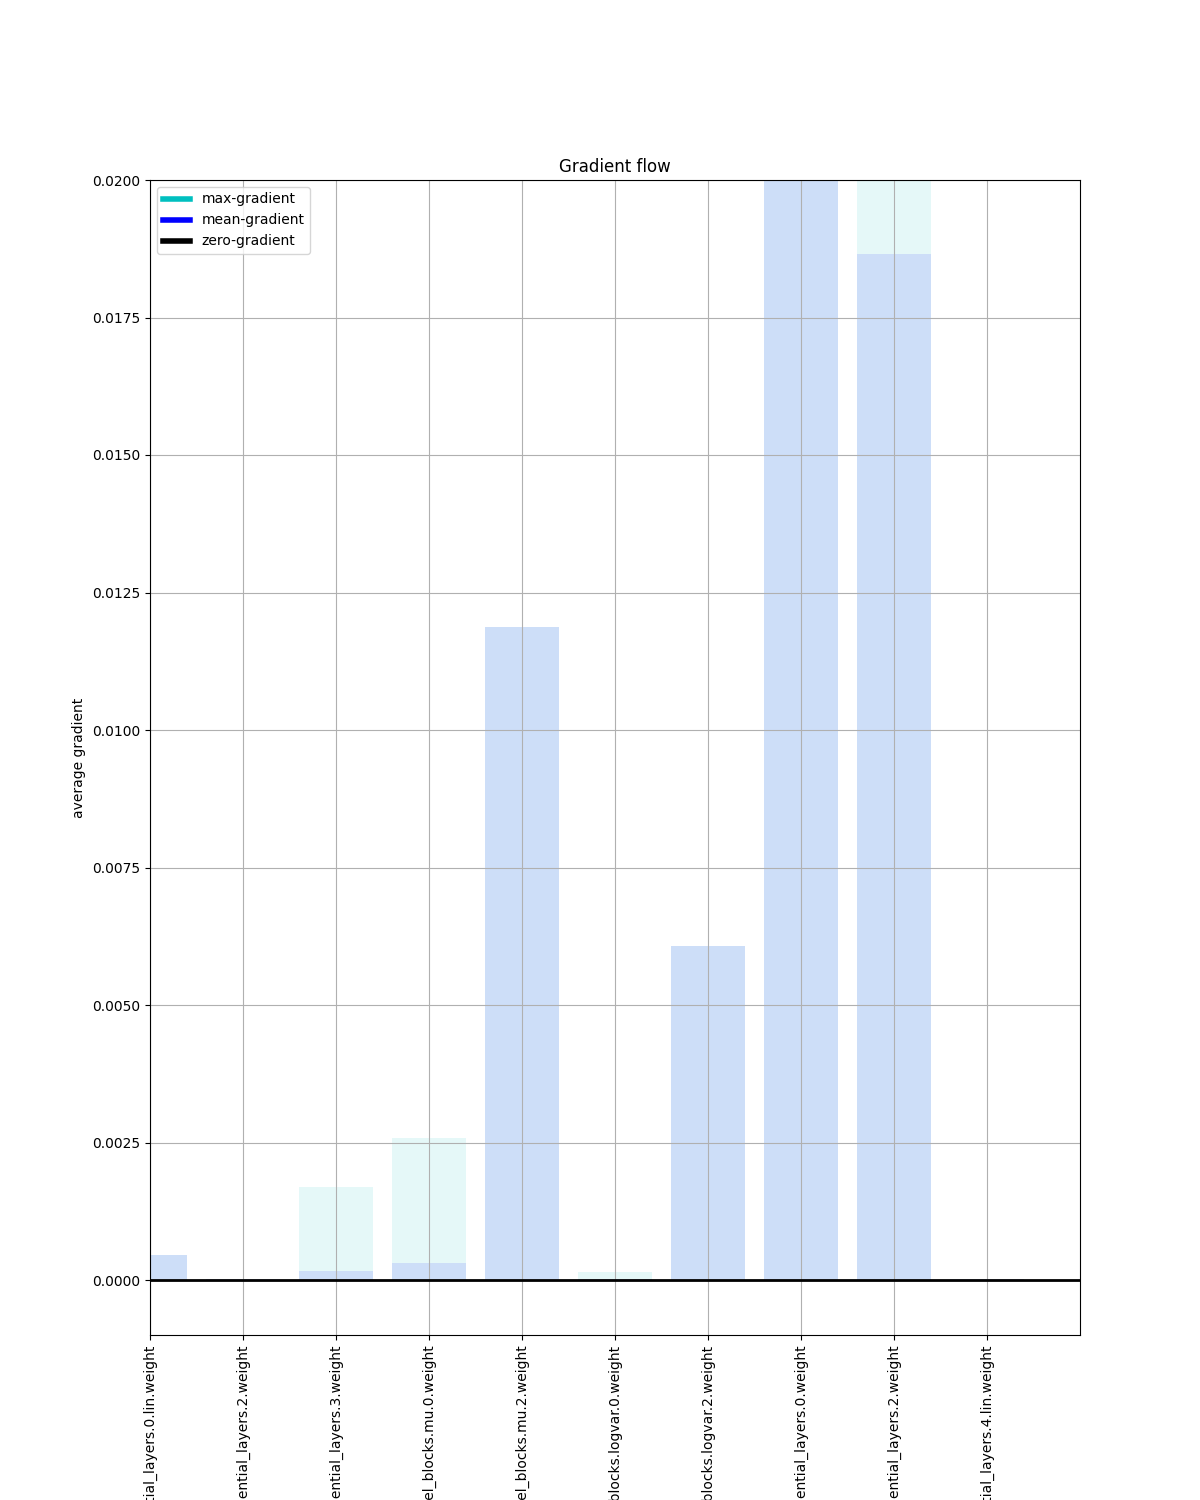 Gradient flow
max-gradient
mean-gradient
zero-gradient
0.0200
0.0175
0.0150
0.0125
0.0100
0.0075
0.0050
0.0025
0.0000
average gradient
tial_layers.0.lin.weight
ential_layers.2.weight
ential_layers.3.weight
el_blocks.mu.0.weight
el_blocks.mu.2.weight
blocks.logvar.0.weight
blocks.logvar.2.weight
ential_layers.0.weight
ential_layers.2.weight
tial_layers.4.lin.weight